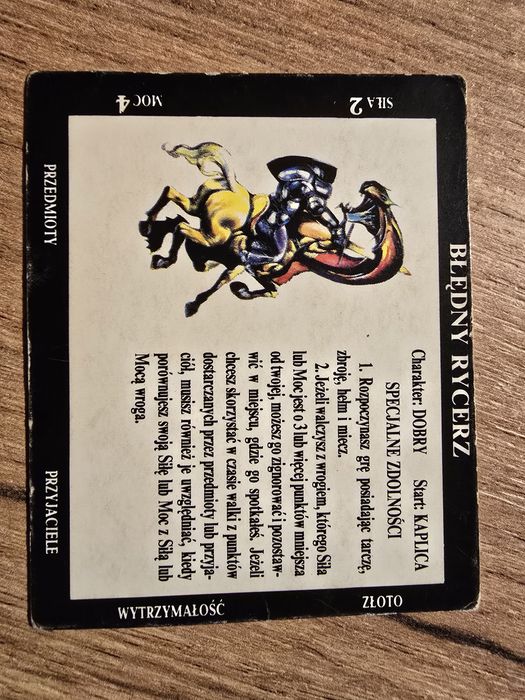 BŁĘDNY RYCERZ
SIŁA 2
MOC 4
Charakter: DOBRY Start: KAPLICA
SPECJALNE ZDOLNOŚCI
1. Rozpoczynasz grę posiadając tarczę,
zbroję, hełm i miecz.
2. Jeżeli walczysz z wrogiem, którego Siła
lub Moc jest o 3 lub więcej punktów mniejsza
od twojej, możesz go zignorować i pozostaw-
wić w miejscu, gdzie go spotkałeś. Jeżeli
chcesz skorzystać w czasie walki z punktów
dostarczanych przez przedmioty lub przyja-
ciół, musisz również je uwzględniać, kiedy
porównujesz swoją Siłę lub Moc z Siłą lub
Mocą wroga.
ZŁOTO
WYTRZYMAŁOŚĆ
PRZEDMIOTY
PRZYJACIELE